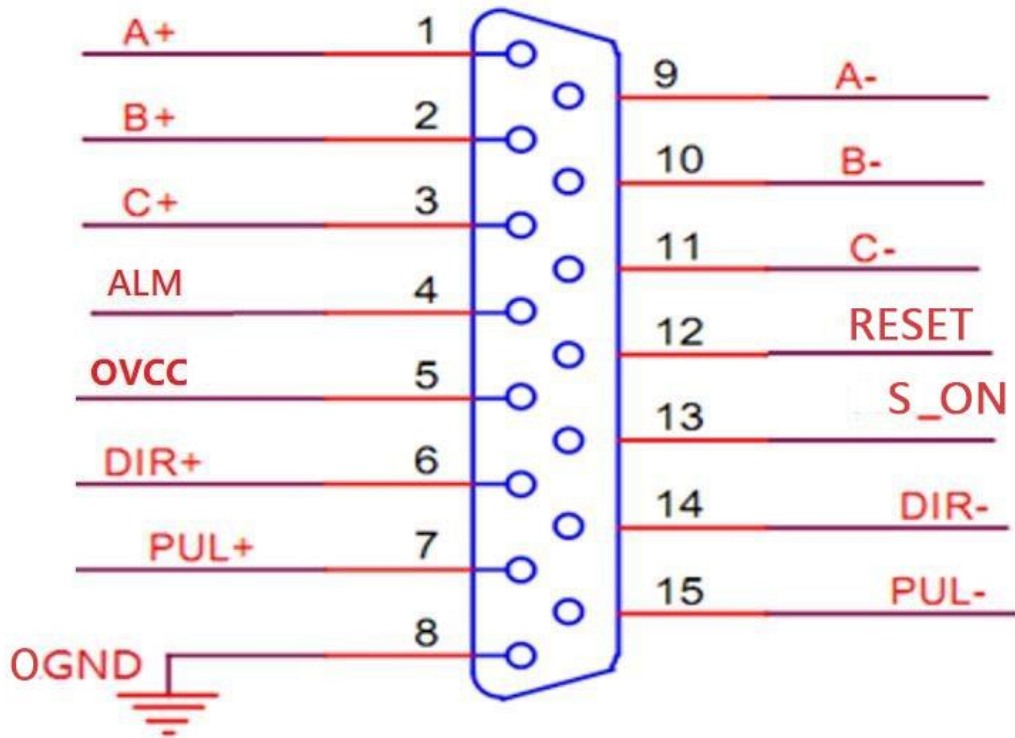 A+ 1
9 A-
B+ 2
10 B-
C+ 3
11 C-
ALM 4
12 RESET
OVCC 5
13 S_ON
DIR+ 6
14 DIR-
PUL+ 7
15 PUL-
8
OGND